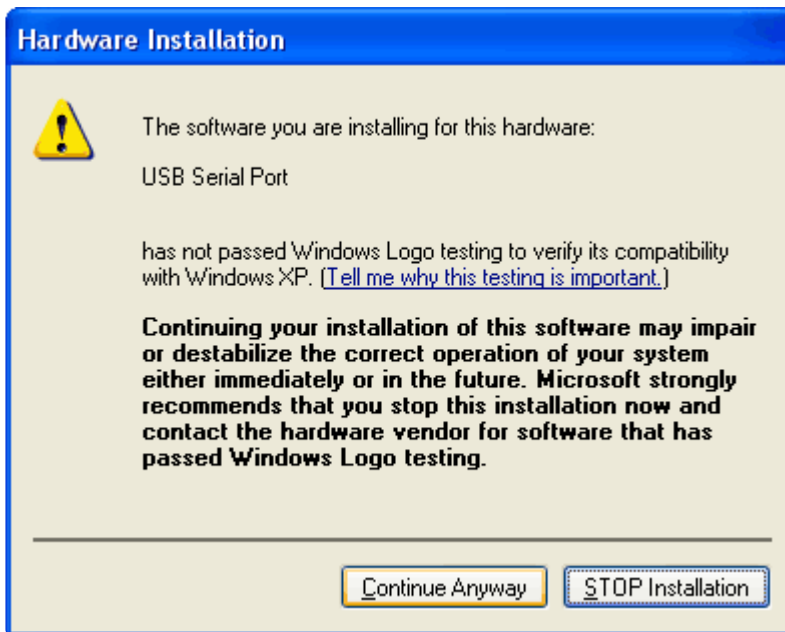 Hardware Installation
The software you are installing for this hardware:
USB Serial Port
has not passed Windows Logo testing to verify its compatibility
with Windows XP. (Tell me why this testing is important.)
Continuing your installation of this software may impair
or destabilize the correct operation of your system
either immediately or in the future. Microsoft strongly
recommends that you stop this installation now and
contact the hardware vendor for software that has
passed Windows Logo testing.
Continue Anyway STOP Installation